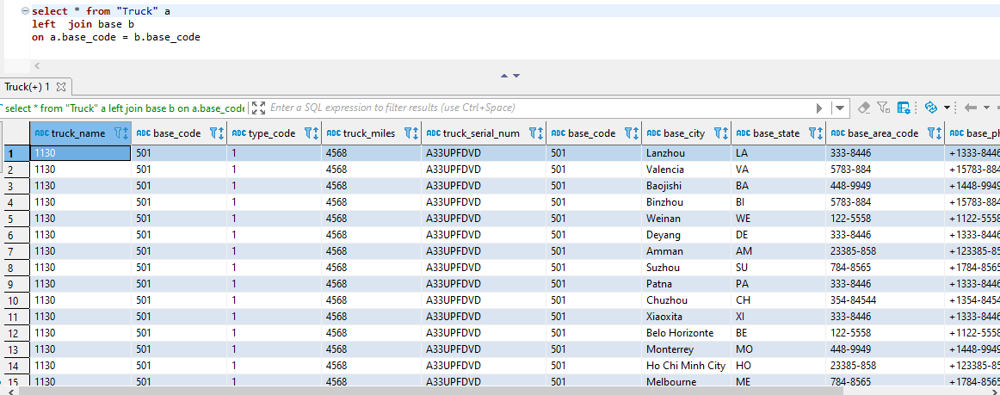 select * from "Truck" a
left  join base b
on a.base_code = b.base_code
Truck(+) 1
select * from "Truck" a left join base b on a.base_code Enter a SQL expression to filter results (use Ctrl+Space)
ABC truck_name ABC base_code ABC type_code ABC truck_miles ABC truck_serial_num ABC base_code ABC base_city ABC base_state ABC base_area_code ABC base_ph
1 1130 501 1 4568 A33UPFDVD 501 Lanzhou LA 333-8446 +1333-8446
2 1130 501 1 4568 A33UPFDVD 501 Valencia VA 5783-884 +15783-884
3 1130 501 1 4568 A33UPFDVD 501 Baojishi BA 448-9949 +1448-9949
4 1130 501 1 4568 A33UPFDVD 501 Binzhou BI 5783-884 +15783-884
5 1130 501 1 4568 A33UPFDVD 501 Weinan WE 122-5558 +1122-5558
6 1130 501 1 4568 A33UPFDVD 501 Deyang DE 333-8446 +1333-8446
7 1130 501 1 4568 A33UPFDVD 501 Amman AM 23385-858 +123385-85
8 1130 501 1 4568 A33UPFDVD 501 Suzhou SU 784-8565 +1784-8565
9 1130 501 1 4568 A33UPFDVD 501 Patna PA 333-8446 +1333-8446
10 1130 501 1 4568 A33UPFDVD 501 Chuzhou CH 354-84544 +1354-8454
11 1130 501 1 4568 A33UPFDVD 501 Xiaoxita XI 333-8446 +1333-8446
12 1130 501 1 4568 A33UPFDVD 501 Belo Horizonte BE 122-5558 +1122-5558
13 1130 501 1 4568 A33UPFDVD 501 Monterrey MO 448-9949 +1448-9949
14 1130 501 1 4568 A33UPFDVD 501 Ho Chi Minh City HO 23385-858 +123385-85
15 1130 501 1 4568 A33UPFDVD 501 Melbourne ME 784-8565 +1784-8565